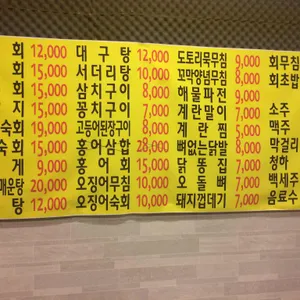 회 12,000 대구탕 12,000 도토리묵무침 9,000 회무침
회 15,000 서더리탕 10,000 꼬막양념무침 8,000 회초밥
회 15,000 삼치구이 8,000 해물파전 9,000
지 15,000 꽁치구이 7,000 계란말이 7,000 소주
숙회 19,000 고등어된장구이 8,000 계란찜 5,000 맥주
숙회 15,000 홍어삼합 28,000 뼈없는닭발 8,000 막걸리
게 9,000 홍어회 15,000 닭똥집 7,000 청하
매운탕 20,000 오징어무침 10,000 오돌뼈 7,000 백세주
탕 12,000 오징어숙회 10,000 돼지껍데기 7,000 음료수